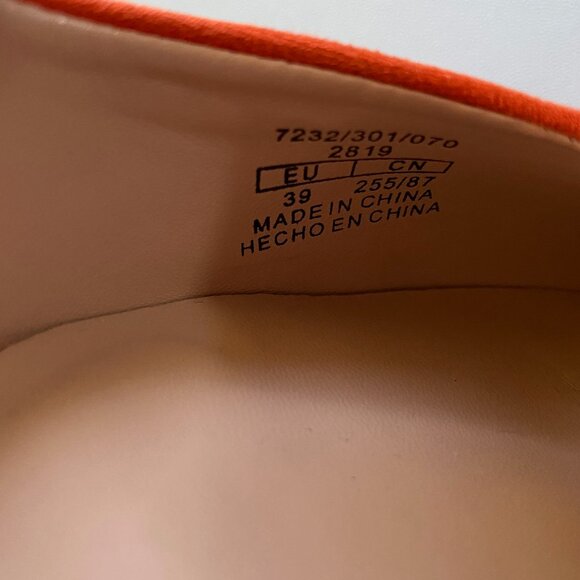 7232/301/070
2819
EU CN
39 255/87
MADE IN CHINA
HECHO EN CHINA